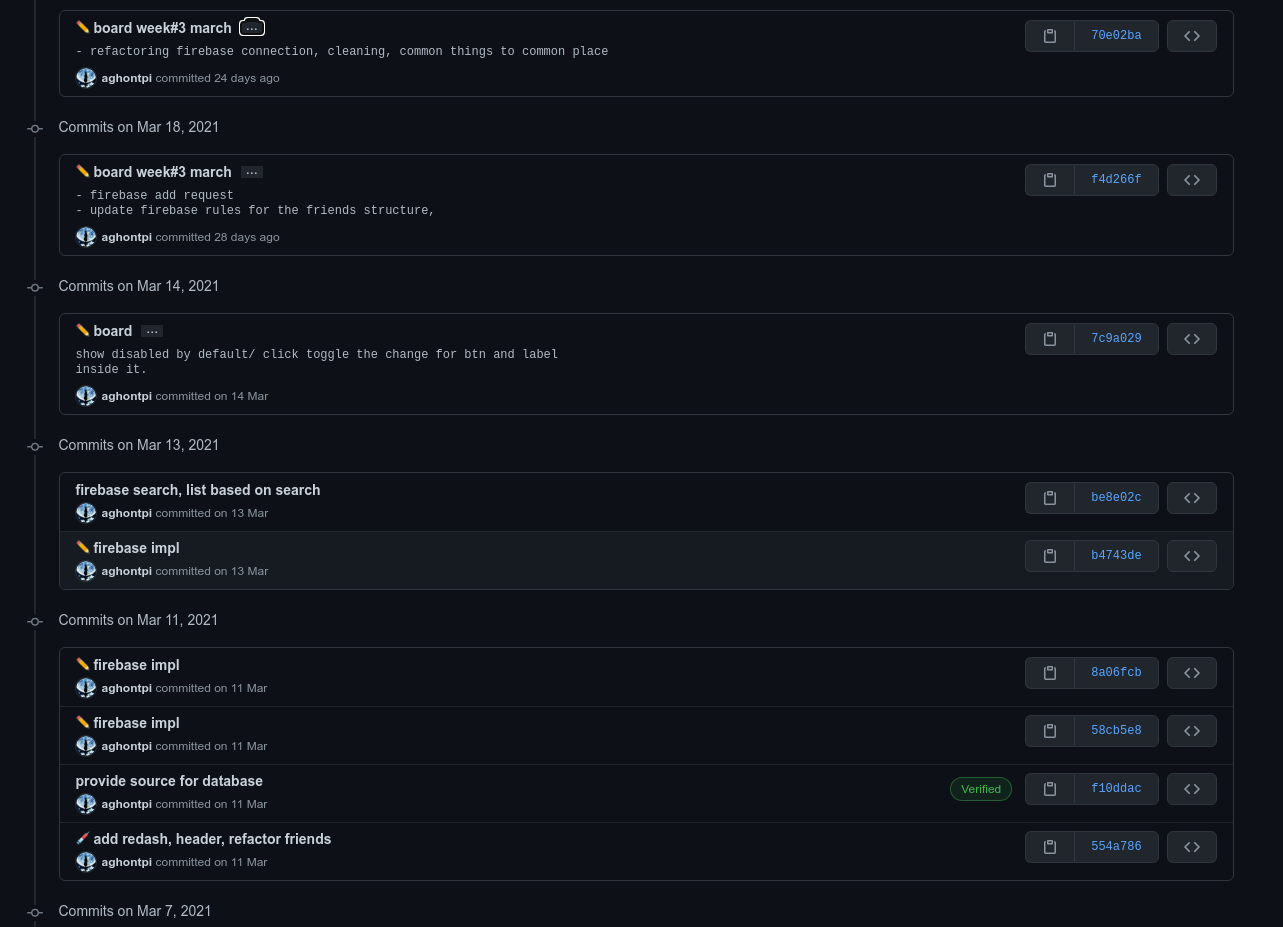 ✏️ board week#3 march ...
70e02ba
- refactoring firebase connection, cleaning, common things to common place
aghontpi committed 24 days ago
Commits on Mar 18, 2021
✏️ board week#3 march ...
f4d266f
- firebase add request
- update firebase rules for the friends structure,
aghontpi committed 28 days ago
Commits on Mar 14, 2021
✏️ board ...
7c9a029
show disabled by default/ click toggle the change for btn and label
inside it.
aghontpi committed on 14 Mar
Commits on Mar 13, 2021
firebase search, list based on search
be8e02c
aghontpi committed on 13 Mar
✏️ firebase impl
b4743de
aghontpi committed on 13 Mar
Commits on Mar 11, 2021
✏️ firebase impl
8a06fcb
aghontpi committed on 11 Mar
✏️ firebase impl
58cb5e8
aghontpi committed on 11 Mar
provide source for database
Verified
f10ddac
aghontpi committed on 11 Mar
🖌️ add redash, header, refactor friends
554a786
aghontpi committed on 11 Mar
Commits on Mar 7, 2021